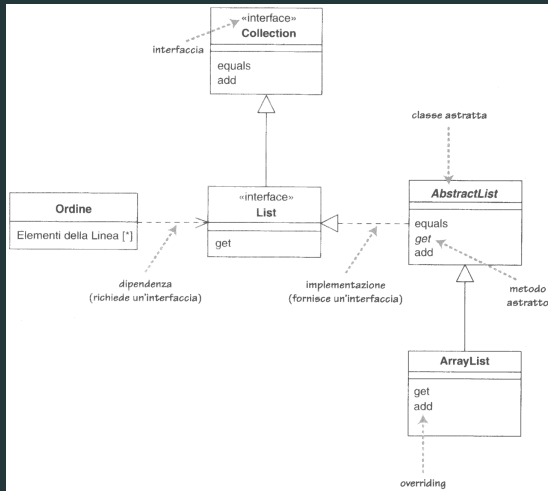 «interface»
Collection
interfaccia
equals
add
classe astratta
Ordine
Elementi della Linea [*]
«interface»
List
get
AbstractList
equals
get
add
dipendenza
(richiede un'interfaccia)
implementazione
(fornisce un'interfaccia)
metodo
astratto
ArrayList
get
add
overriding